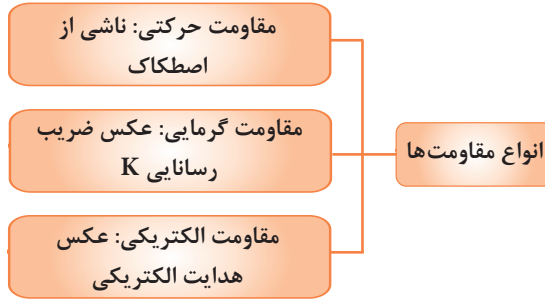 انواع مقاومت‌ها
مقاومت حرکتی: ناشی از
اصطکاک
مقاومت گرمایی: عکس ضریب
رسانایی K
مقاومت الکتریکی: عکس
هدایت الکتریکی